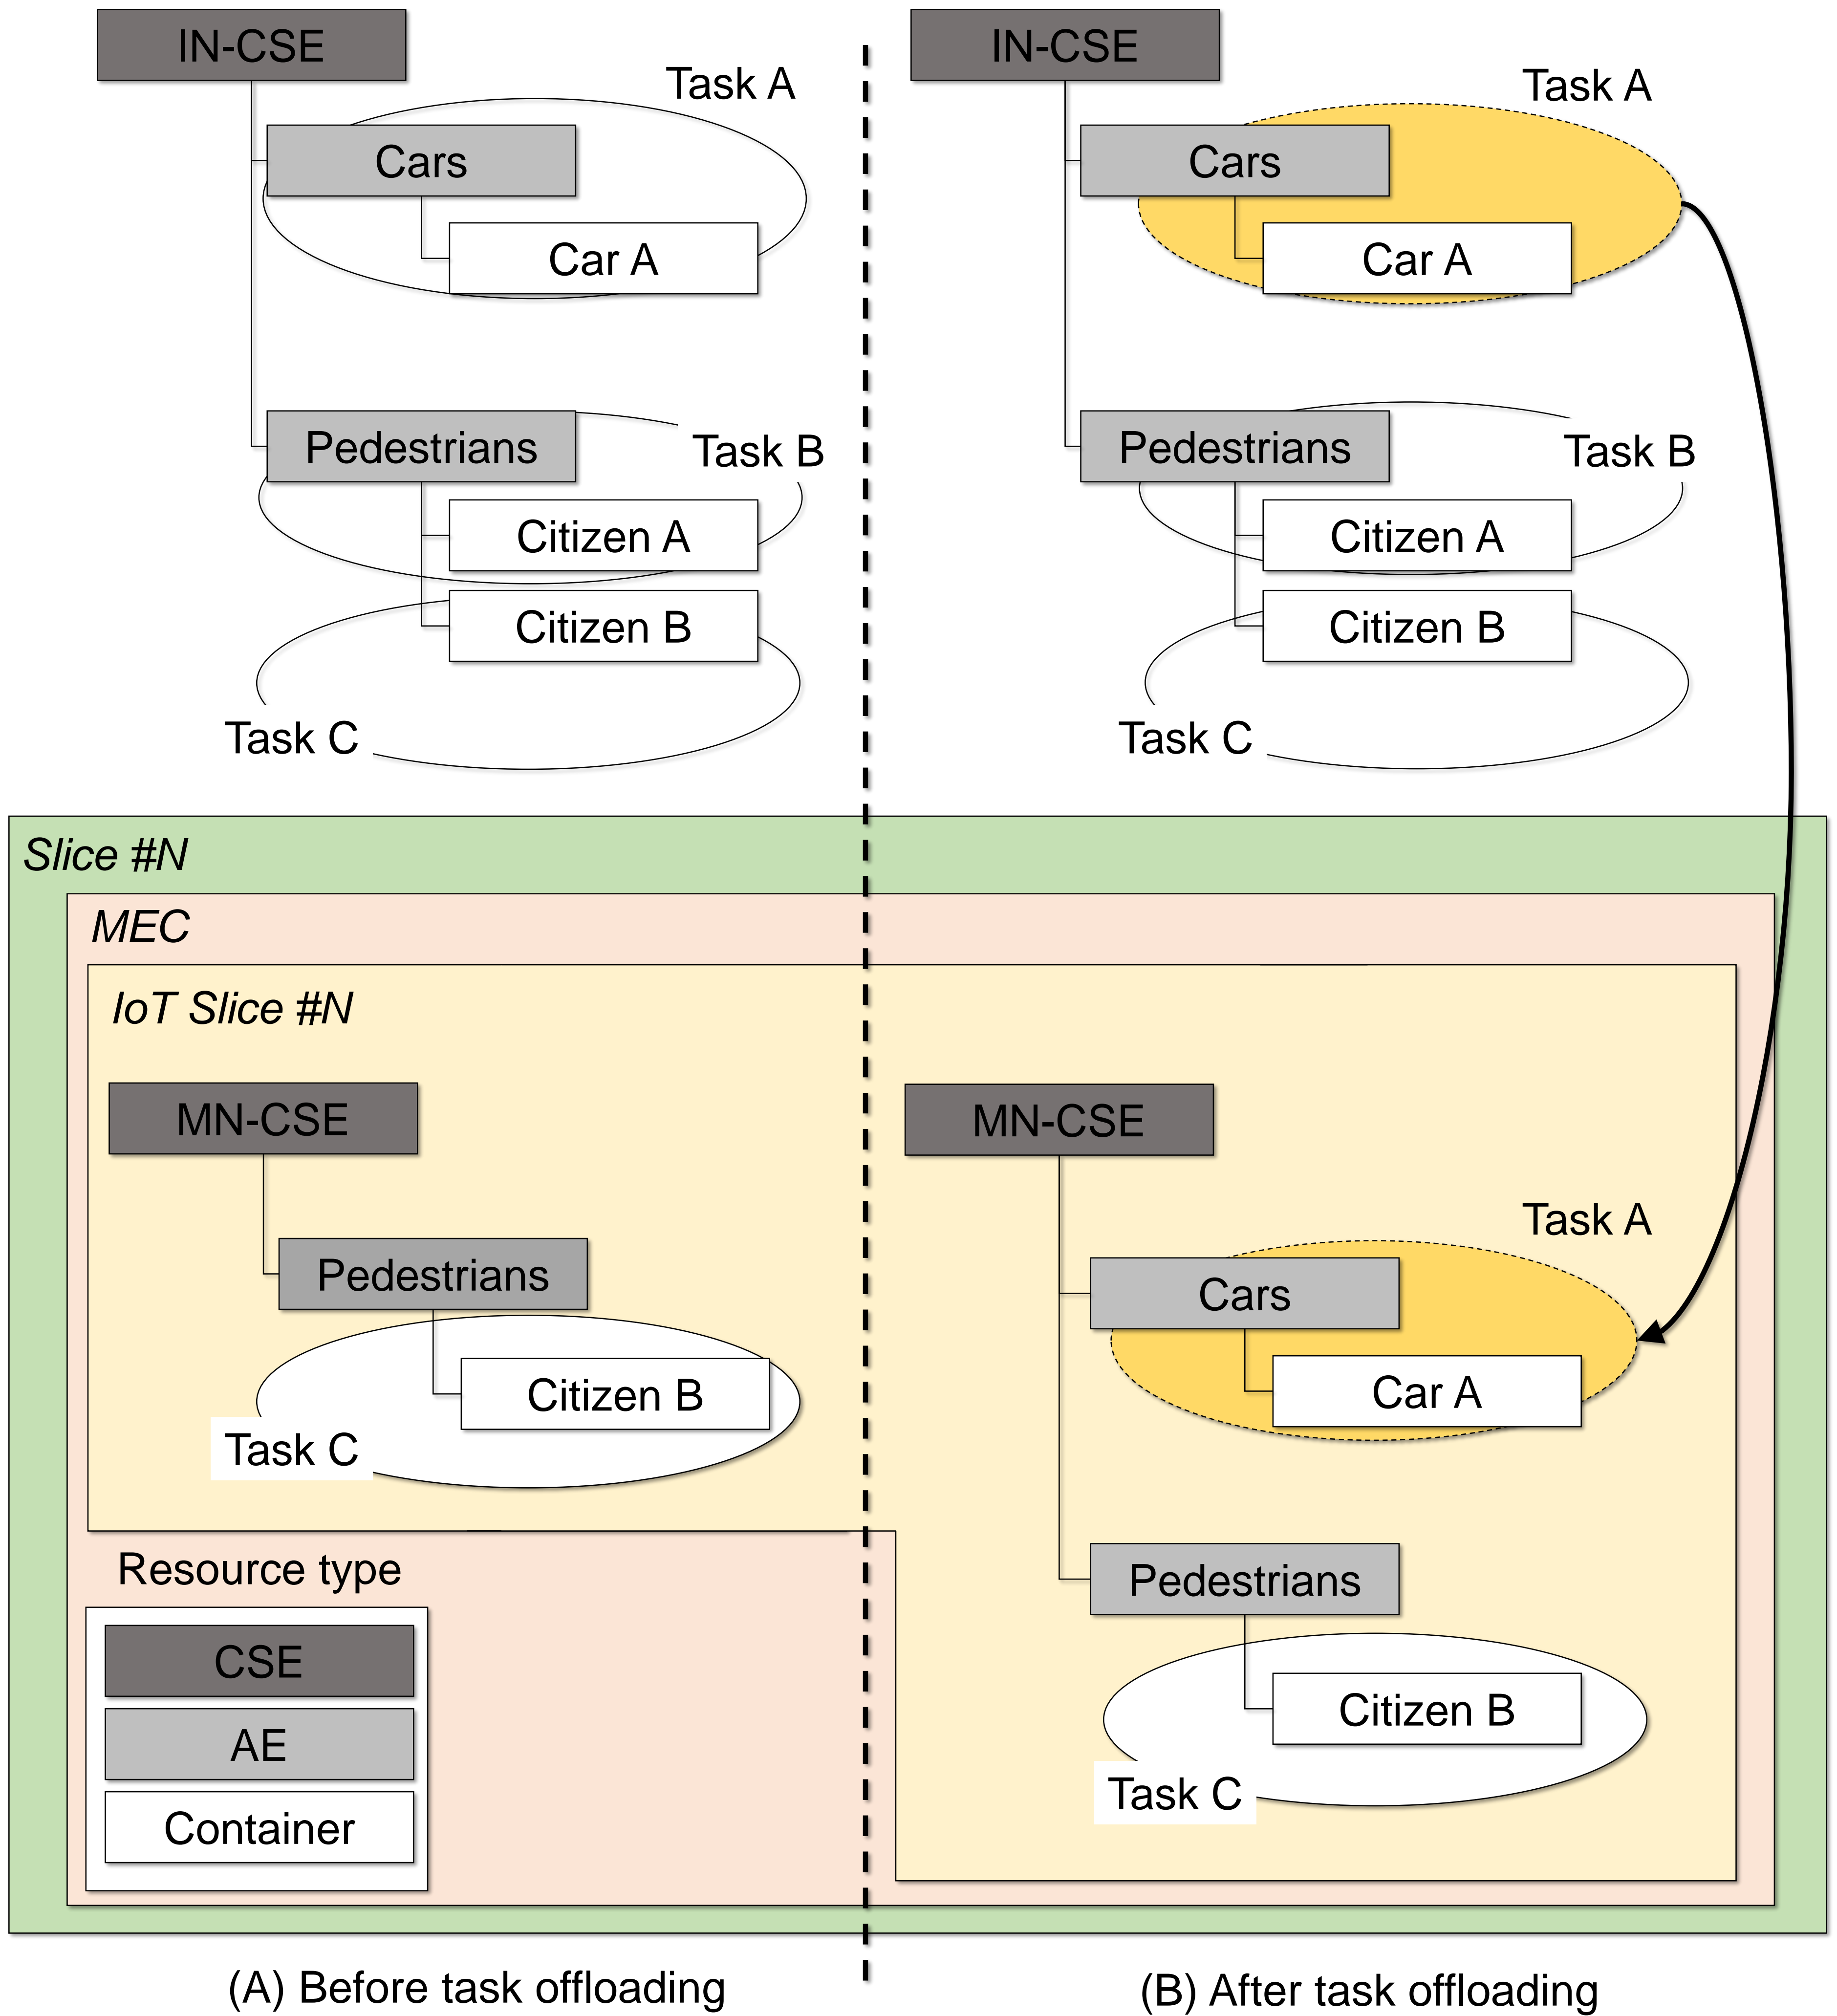 IN-CSE
Task A
Cars
Car A
Pedestrians
Task B
Citizen A
Citizen B
Task C
IN-CSE
Task A
Cars
Car A
Pedestrians
Task B
Citizen A
Citizen B
Task C
Slice #N
MEC
IoT Slice #N
MN-CSE
Pedestrians
Citizen B
Task C
MN-CSE
Task A
Cars
Car A
Pedestrians
Citizen B
Task C
Resource type
CSE
AE
Container
(A) Before task offloading
(B) After task offloading